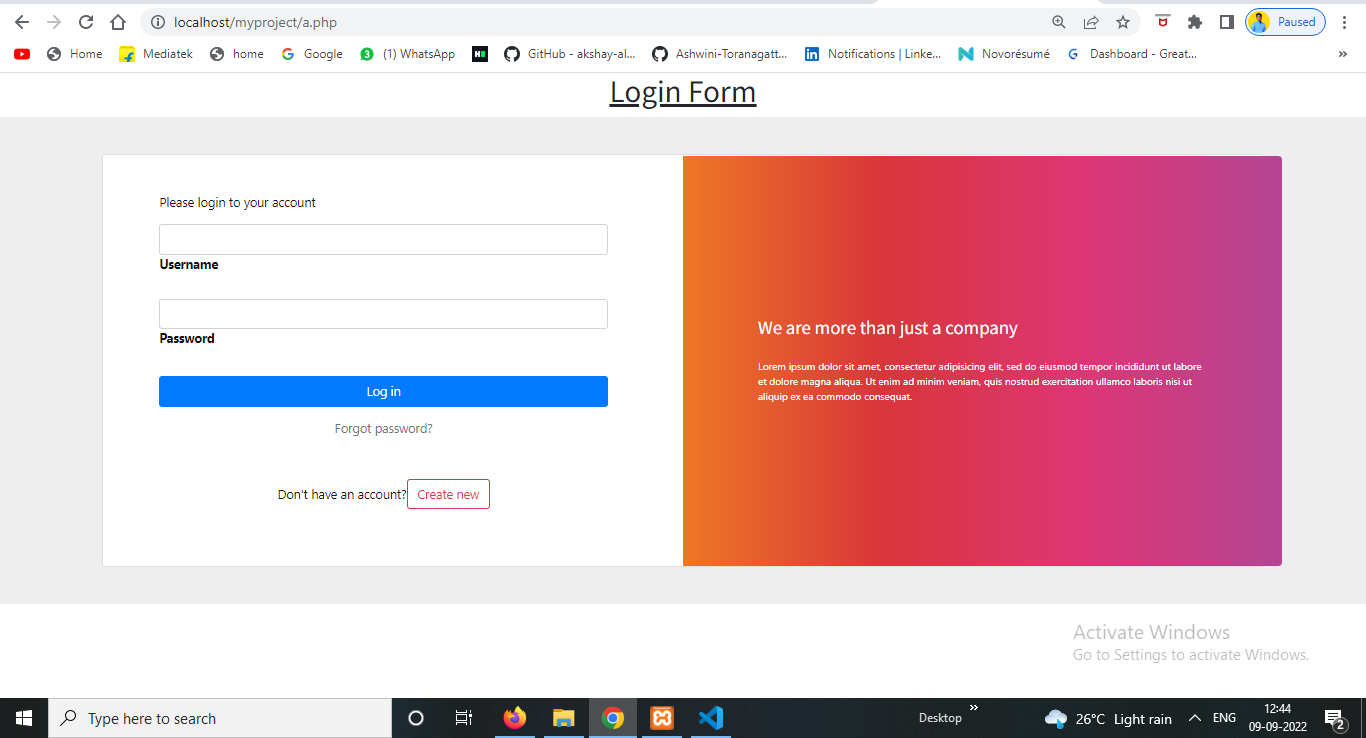 localhost/myproject/a.php
Paused
Home
Mediatek
home
Google
3
(1) WhatsApp
GitHub - akshay-al...
Ashwini-Toranagatt...
Notifications | Linke...
Novorésumé
Dashboard - Great...
»
Login Form
Please login to your account
Username
Password
Log in
Forgot password?
Don't have an account? Create new
We are more than just a company
Lorem ipsum dolor sit amet, consectetur adipisicing elit, sed do eiusmod tempor incididunt ut labore
et dolore magna aliqua. Ut enim ad minim veniam, quis nostrud exercitation ullamco laboris nisi ut
aliquip ex ea commodo consequat.
Activate Windows
Go to Settings to activate Windows.
Type here to search
Desktop »
26°C Light rain
ENG
12:44
09-09-2022
2